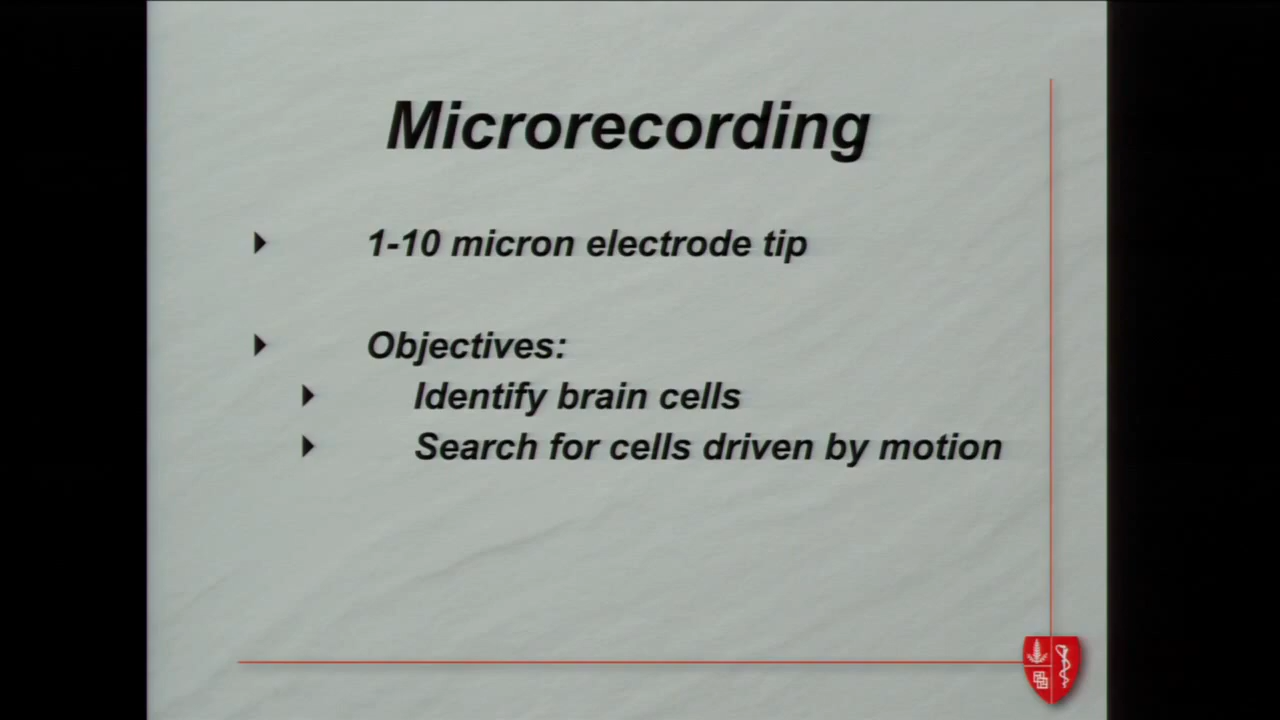 Microrecording
1-10 micron electrode tip
Objectives:
Identify brain cells
Search for cells driven by motion